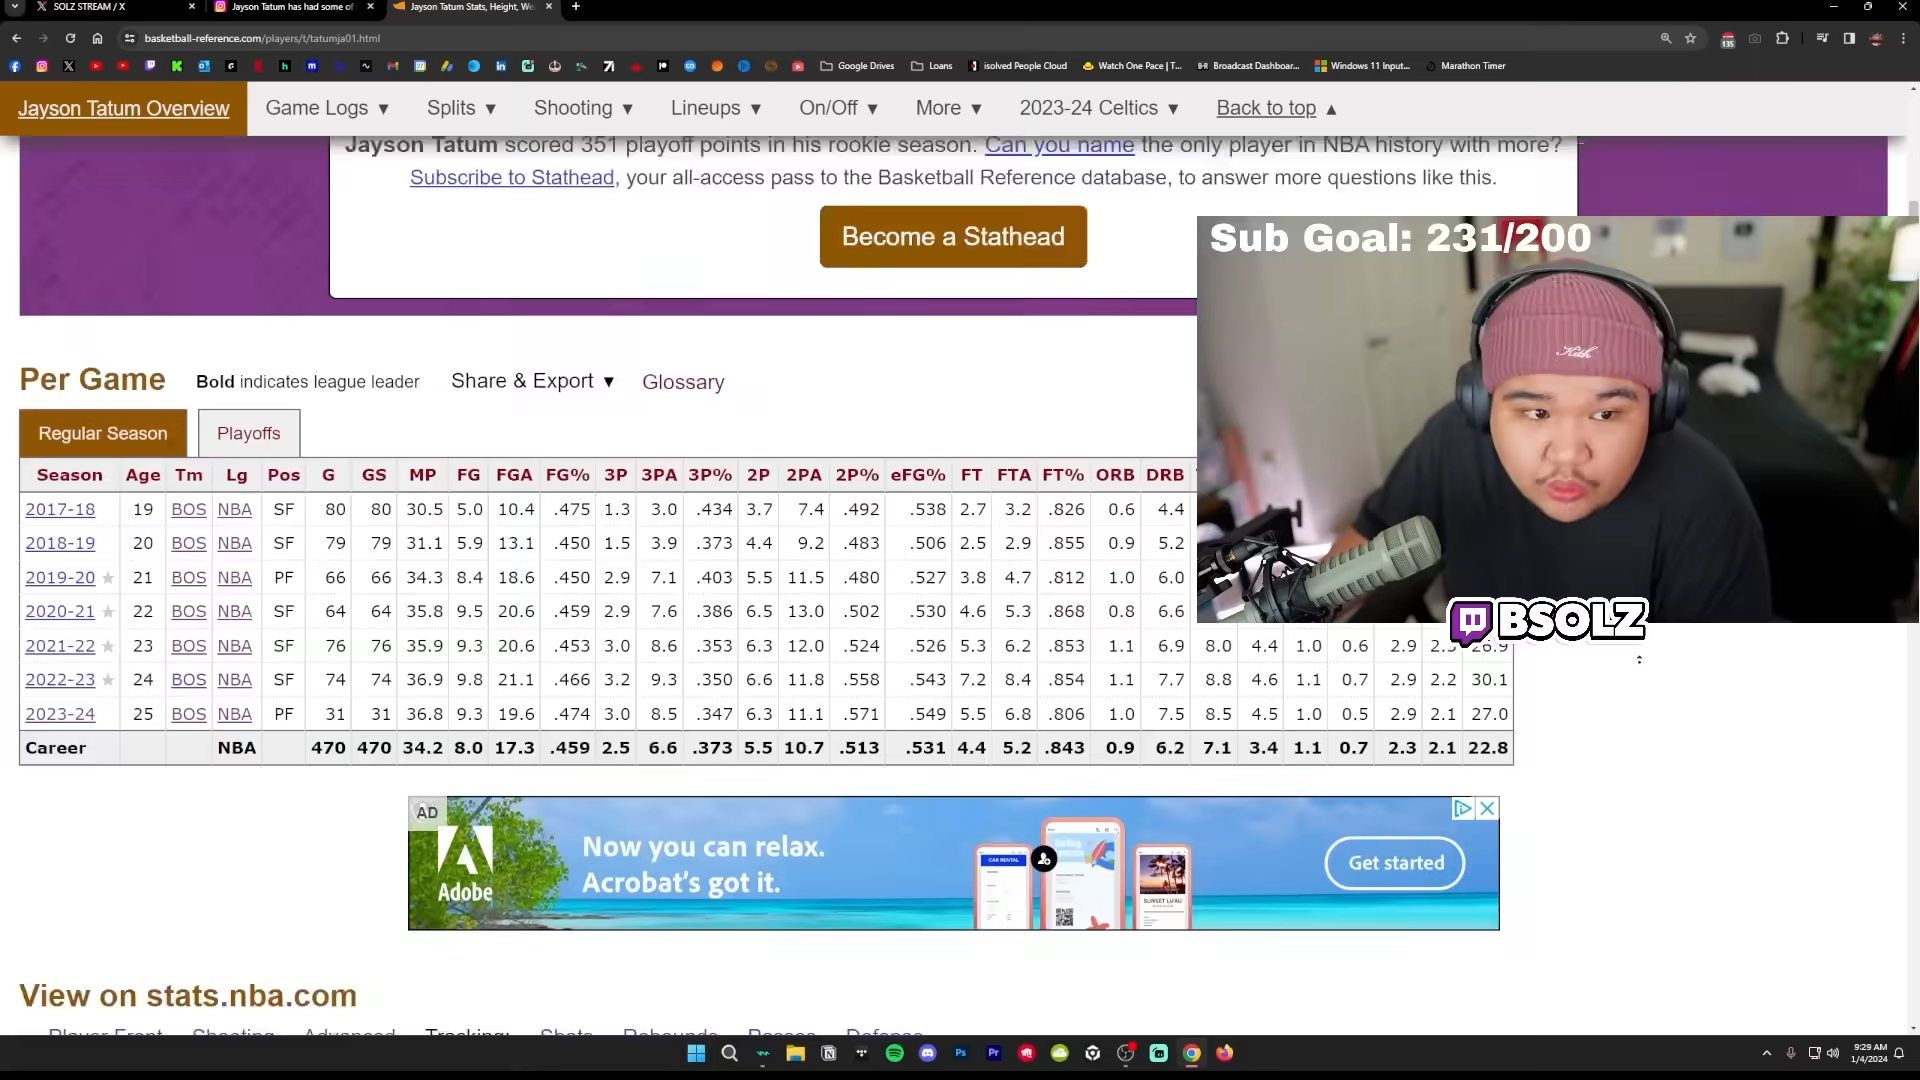 SOLZ STREAM / X
Jayson Tatum has had some of
Jayson Tatum Stats, Height, We
basketball-reference.com/players/t/tatumja01.html
135
Google Drives
Loans
isolved People Cloud
Watch One Pace | T...
Broadcast Dashboar...
Windows 11 Input...
Marathon Timer
Jayson Tatum Overview
Game Logs ▼
Splits ▼
Shooting ▼
Lineups ▼
On/Off ▼
More ▼
2023-24 Celtics ▼
Back to top ▲
Jayson Tatum scored 351 playoff points in his rookie season. Can you name the only player in NBA history with more?
Subscribe to Stathead, your all-access pass to the Basketball Reference database, to answer more questions like this.
Become a Stathead
Sub Goal: 231/200
Kith
BSOLZ
Per Game
Bold indicates league leader
Share & Export ▼
Glossary
Regular Season
Playoffs
Season Age Tm Lg Pos G GS MP FG FGA FG% 3P 3PA 3P% 2P 2PA 2P% eFG% FT FTA FT% ORB DRB
2017-18 19 BOS NBA SF 80 80 30.5 5.0 10.4 .475 1.3 3.0 .434 3.7 7.4 .492 .538 2.7 3.2 .826 0.6 4.4
2018-19 20 BOS NBA SF 79 79 31.1 5.9 13.1 .450 1.5 3.9 .373 4.4 9.2 .483 .506 2.5 2.9 .855 0.9 5.2
2019-20 ★ 21 BOS NBA PF 66 66 34.3 8.4 18.6 .450 2.9 7.1 .403 5.5 11.5 .480 .527 3.8 4.7 .812 1.0 6.0
2020-21 ★ 22 BOS NBA SF 64 64 35.8 9.5 20.6 .459 2.9 7.6 .386 6.5 13.0 .502 .530 4.6 5.3 .868 0.8 6.6
2021-22 ★ 23 BOS NBA SF 76 76 35.9 9.3 20.6 .453 3.0 8.6 .353 6.3 12.0 .524 .526 5.3 6.2 .853 1.1 6.9 8.0 4.4 1.0 0.6 2.9 26.9
2022-23 ★ 24 BOS NBA SF 74 74 36.9 9.8 21.1 .466 3.2 9.3 .350 6.6 11.8 .558 .543 7.2 8.4 .854 1.1 7.7 8.8 4.6 1.1 0.7 2.9 2.2 30.1
2023-24 25 BOS NBA PF 31 31 36.8 9.3 19.6 .474 3.0 8.5 .347 6.3 11.1 .571 .549 5.5 6.8 .806 1.0 7.5 8.5 4.5 1.0 0.5 2.9 2.1 27.0
Career NBA 470 470 34.2 8.0 17.3 .459 2.5 6.6 .373 5.5 10.7 .513 .531 4.4 5.2 .843 0.9 6.2 7.1 3.4 1.1 0.7 2.3 2.1 22.8
AD
Adobe
Now you can relax.
Acrobat's got it.
CAR RENTAL
SUNSET LU'AU
Get started
View on stats.nba.com
Player Front Shooting Advanced Tracking: Shots Rebounds Passes Defense
9:29 AM
1/4/2024